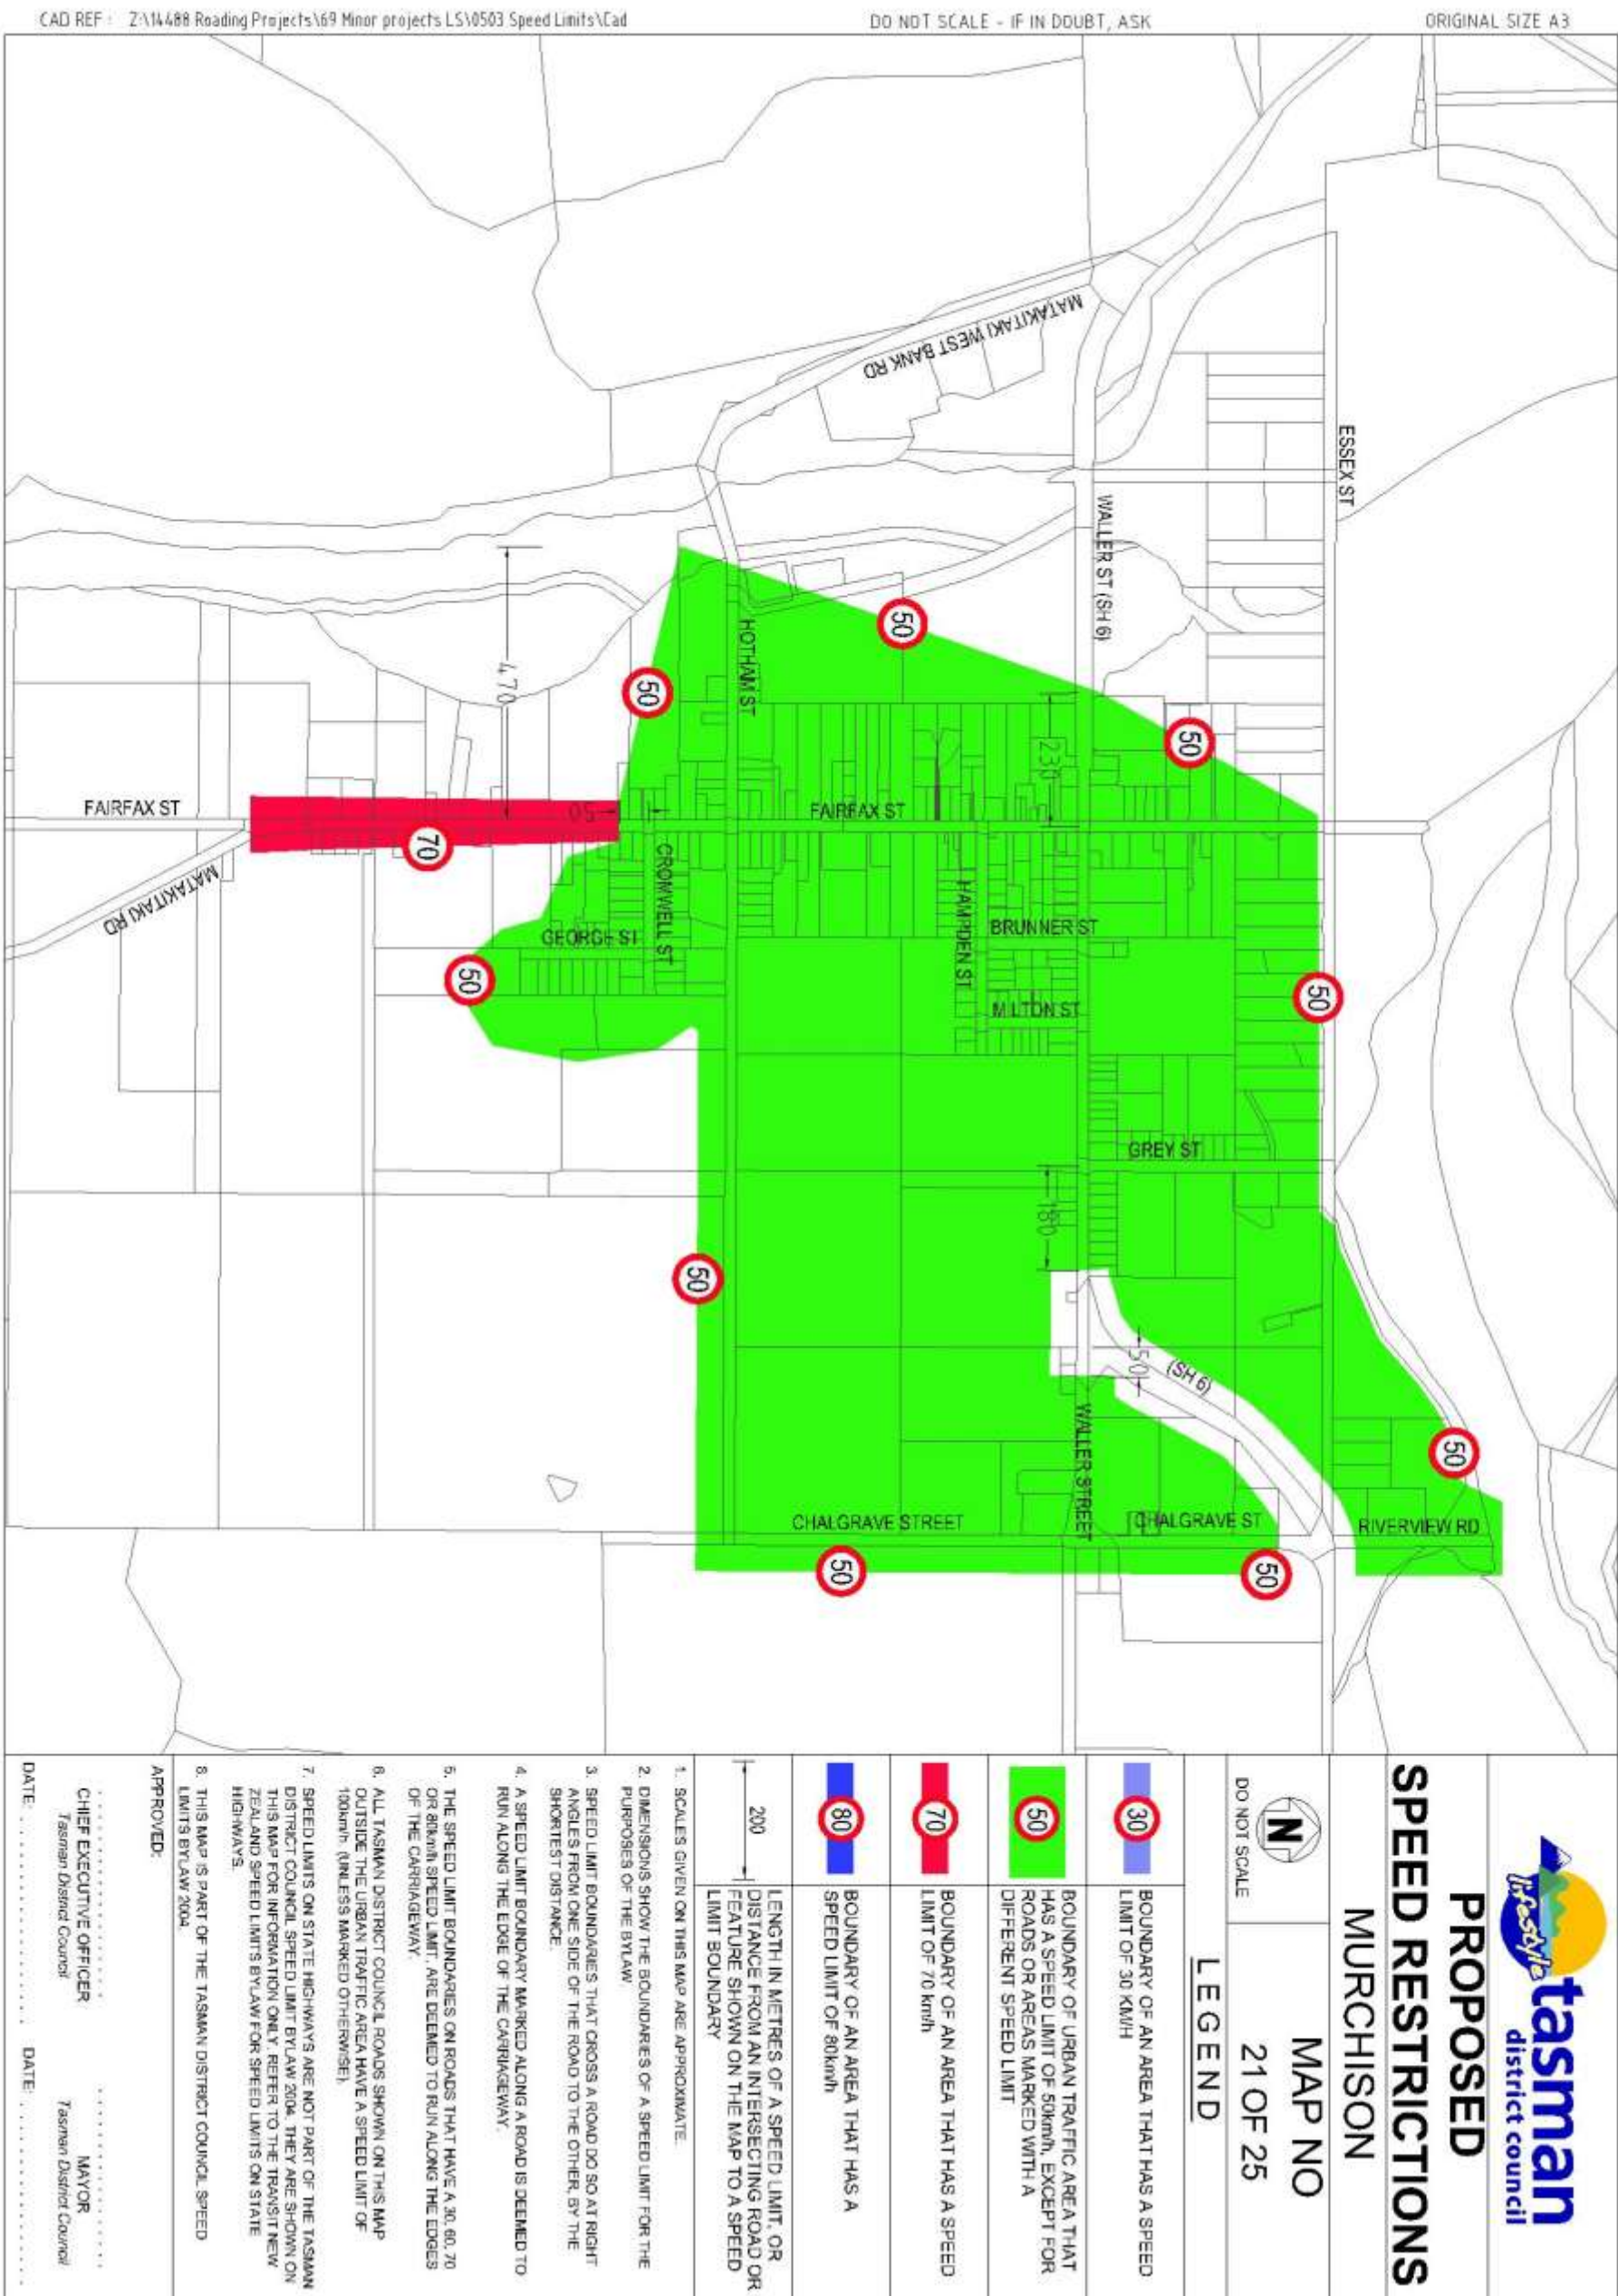 CAD REF : Z:\14488 Roading Projects\69 Minor projects LS\0503 Speed Limits\Cad
DO NOT SCALE - IF IN DOUBT, ASK
ORIGINAL SIZE A3
ESSEX ST
MATAKITAKI WEST BANK RD
WALLER ST (SH 6)
HOTHAM ST
FAIRFAX ST
FAIRFAX ST
MATAKITAKI RD
CROMWELL ST
GEORGE ST
HAMPDEN ST
BRUNNER ST
MILTON ST
GREY ST
(SH 6)
WALLER STREET
CHALGRAVE STREET
CHALGRAVE ST
RIVERVIEW RD
470
230
50
180
50
50
50
50
50
50
50
50
50
50
70
lifestyle
tasman
district council
PROPOSED
SPEED RESTRICTIONS
MURCHISON
N
DO NOT SCALE
MAP NO
21 OF 25
LEGEND
30
BOUNDARY OF AN AREA THAT HAS A SPEED
LIMIT OF 30 KM/H
50
BOUNDARY OF URBAN TRAFFIC AREA THAT
HAS A SPEED LIMIT OF 50km/h, EXCEPT FOR
ROADS OR AREAS MARKED WITH A
DIFFERENT SPEED LIMIT
70
BOUNDARY OF AN AREA THAT HAS A SPEED
LIMIT OF 70 km/h
80
BOUNDARY OF AN AREA THAT HAS A
SPEED LIMIT OF 80km/h
200
LENGTH IN METRES OF A SPEED LIMIT, OR
DISTANCE FROM AN INTERSECTING ROAD OR
FEATURE SHOWN ON THE MAP TO A SPEED
LIMIT BOUNDARY
1. SCALES GIVEN ON THIS MAP ARE APPROXIMATE.
2. DIMENSIONS SHOW THE BOUNDARIES OF A SPEED LIMIT FOR THE
PURPOSES OF THE BYLAW.
3. SPEED LIMIT BOUNDARIES THAT CROSS A ROAD DO SO AT RIGHT
ANGLES FROM ONE SIDE OF THE ROAD TO THE OTHER, BY THE
SHORTEST DISTANCE.
4. A SPEED LIMIT BOUNDARY MARKED ALONG A ROAD IS DEEMED TO
RUN ALONG THE EDGE OF THE CARRIAGEWAY.
5. THE SPEED LIMIT BOUNDARIES ON ROADS THAT HAVE A 30, 60, 70
OR 80km/h SPEED LIMIT, ARE DEEMED TO RUN ALONG THE EDGES
OF THE CARRIAGEWAY.
6. ALL TASMAN DISTRICT COUNCIL ROADS SHOWN ON THIS MAP
OUTSIDE THE URBAN TRAFFIC AREA HAVE A SPEED LIMIT OF
100km/h (UNLESS MARKED OTHERWISE).
7. SPEED LIMITS ON STATE HIGHWAYS ARE NOT PART OF THE TASMAN
DISTRICT COUNCIL SPEED LIMIT BYLAW 2004. THEY ARE SHOWN ON
THIS MAP FOR INFORMATION ONLY. REFER TO THE TRANSIT NEW
ZEALAND SPEED LIMITS BYLAW FOR SPEED LIMITS ON STATE
HIGHWAYS.
8. THIS MAP IS PART OF THE TASMAN DISTRICT COUNCIL SPEED
LIMITS BYLAW 2004.
APPROVED:
CHIEF EXECUTIVE OFFICER
Tasman District Council
MAYOR
Tasman District Council
DATE:
DATE: